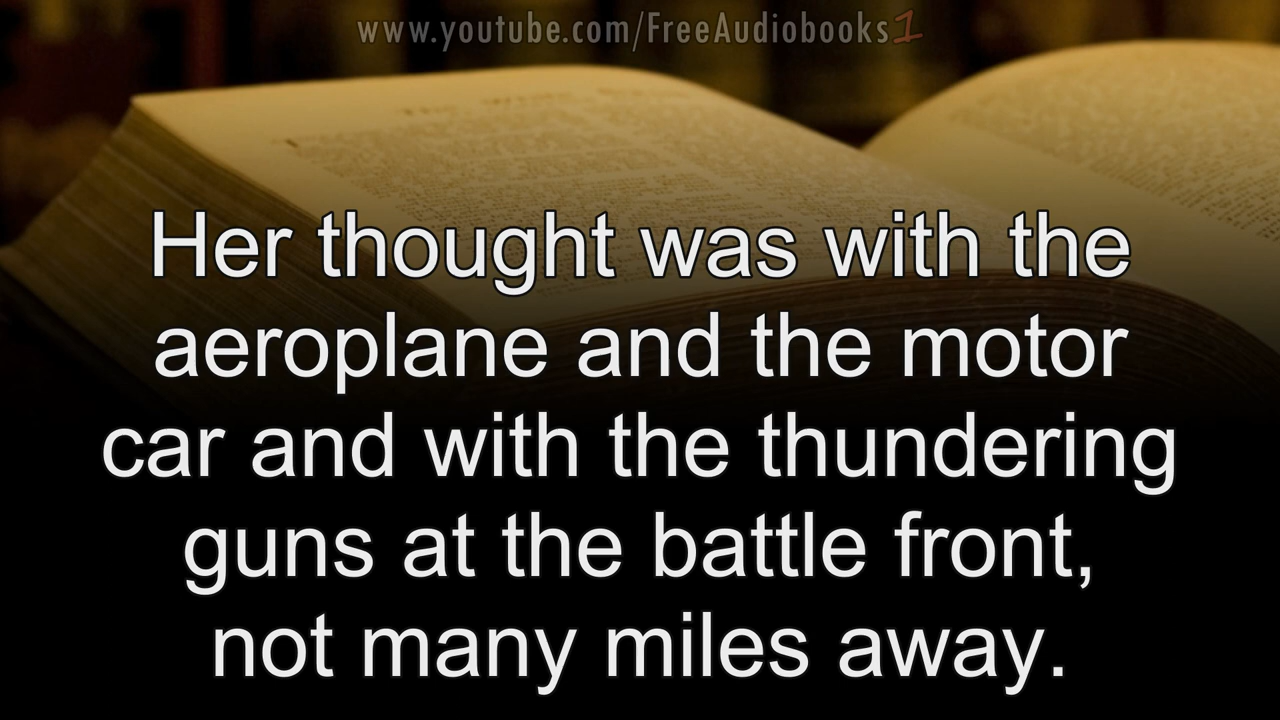 www.youtube.com/FreeAudiobooks1
Her thought was with the
aeroplane and the motor
car and with the thundering
guns at the battle front,
not many miles away.